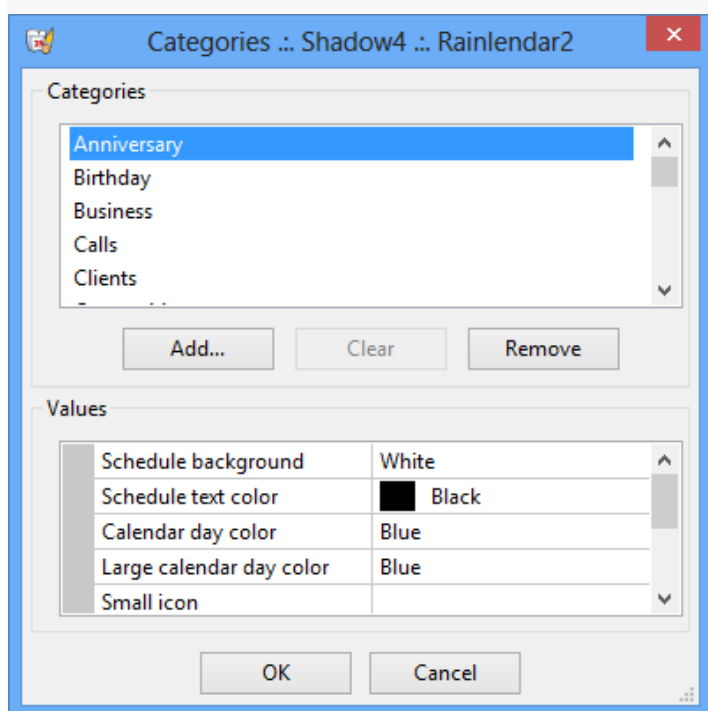 Categories .:. Shadow4 .:. Rainlendar2
Categories
Anniversary
Birthday
Business
Calls
Clients
Add... Clear Remove
Values
Schedule background White
Schedule text color Black
Calendar day color Blue
Large calendar day color Blue
Small icon
OK Cancel